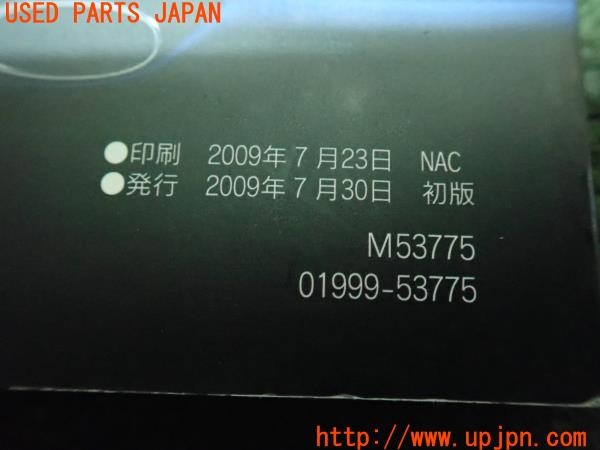 USED PARTS JAPAN
(UPJ)
●印刷 2009年7月23日 NAC
●発行 2009年7月30日 初版
M53775
01999-53775
http://www.upjpn.com/